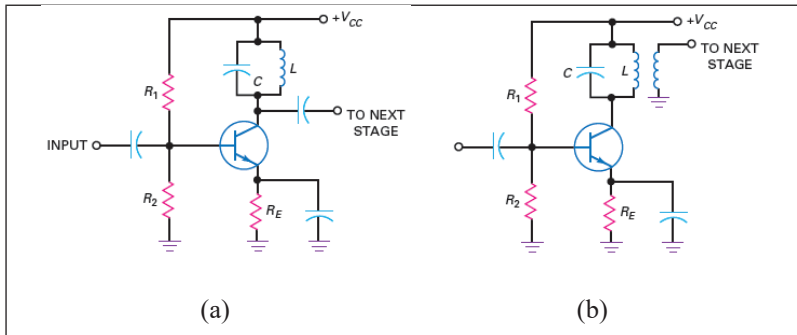 +VCC
C
L
R1
TO NEXT
STAGE
INPUT
R2
RE
(a)
+VCC
TO NEXT
STAGE
C
L
R1
R2
RE
(b)